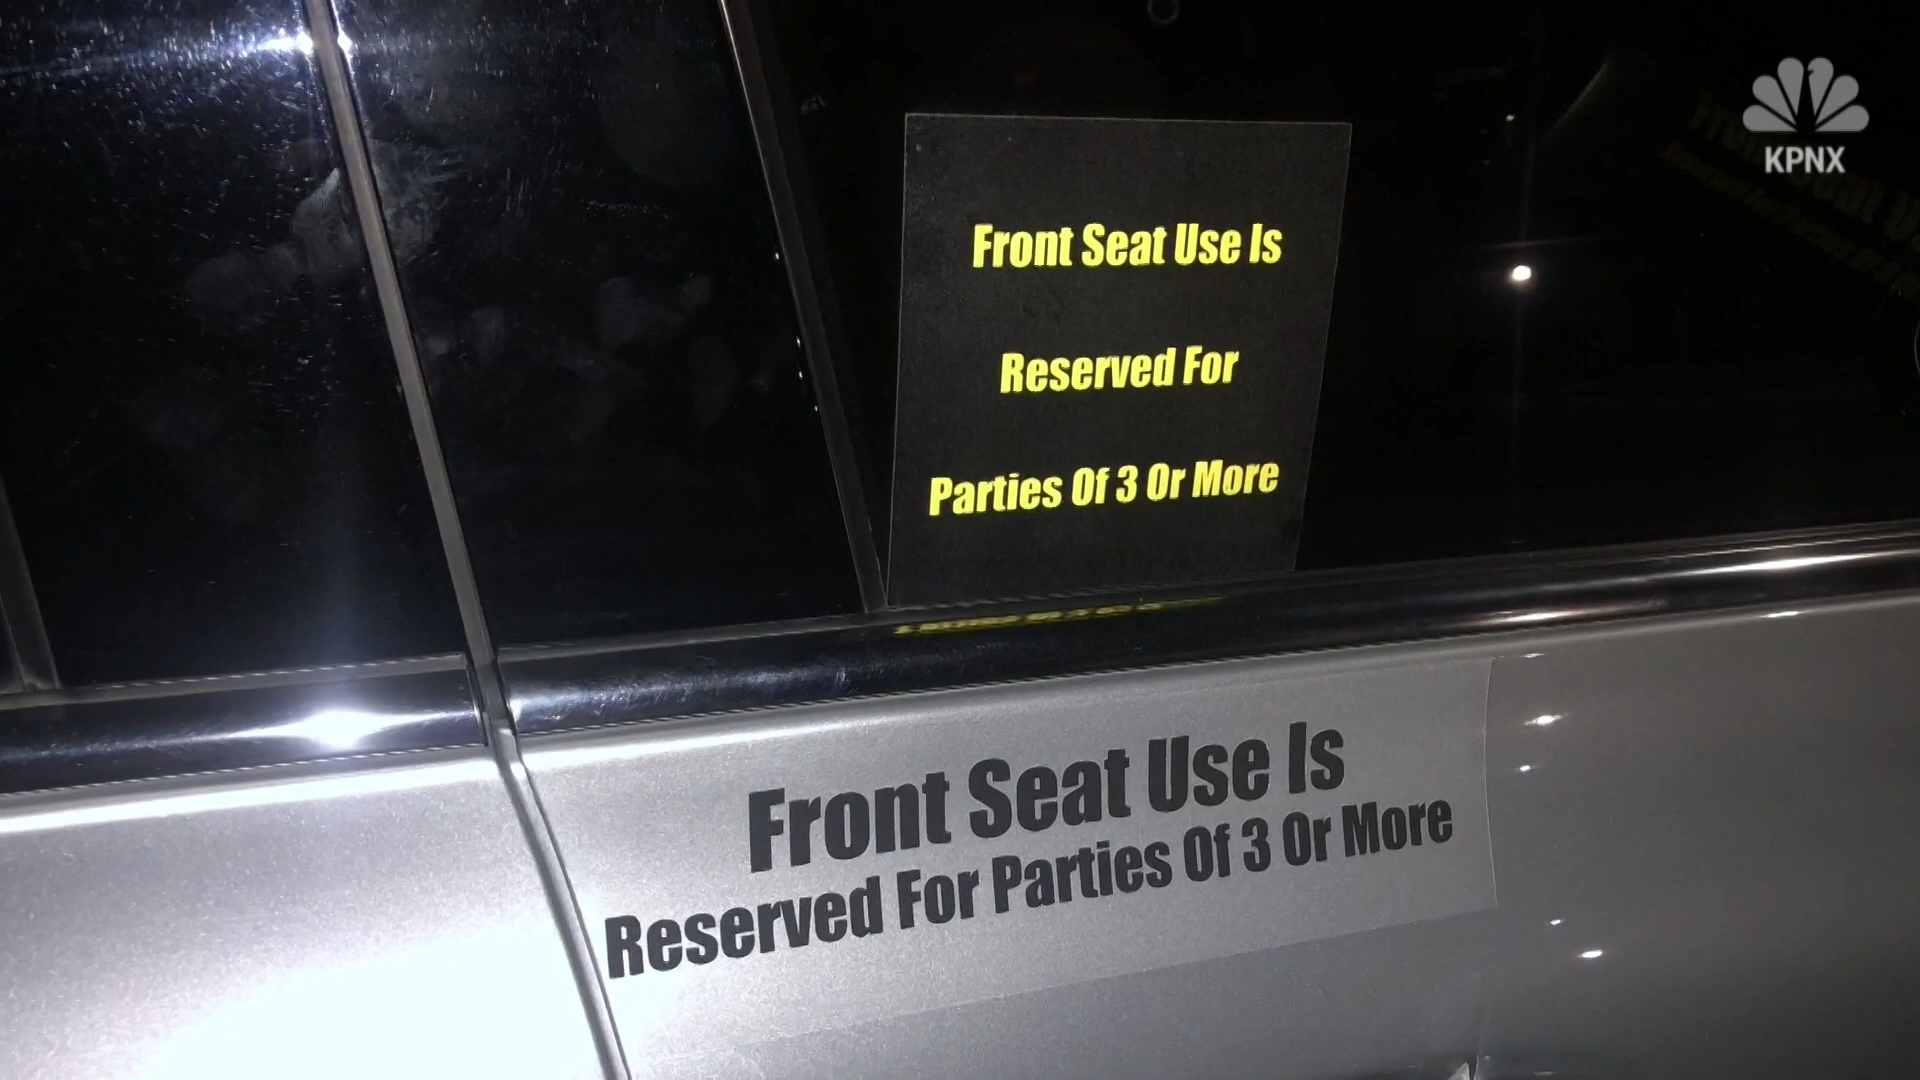 KPNX
Front Seat Use Is
Reserved For
Parties Of 3 Or More
Front Seat Use Is
Reserved For Parties Of 3 Or More